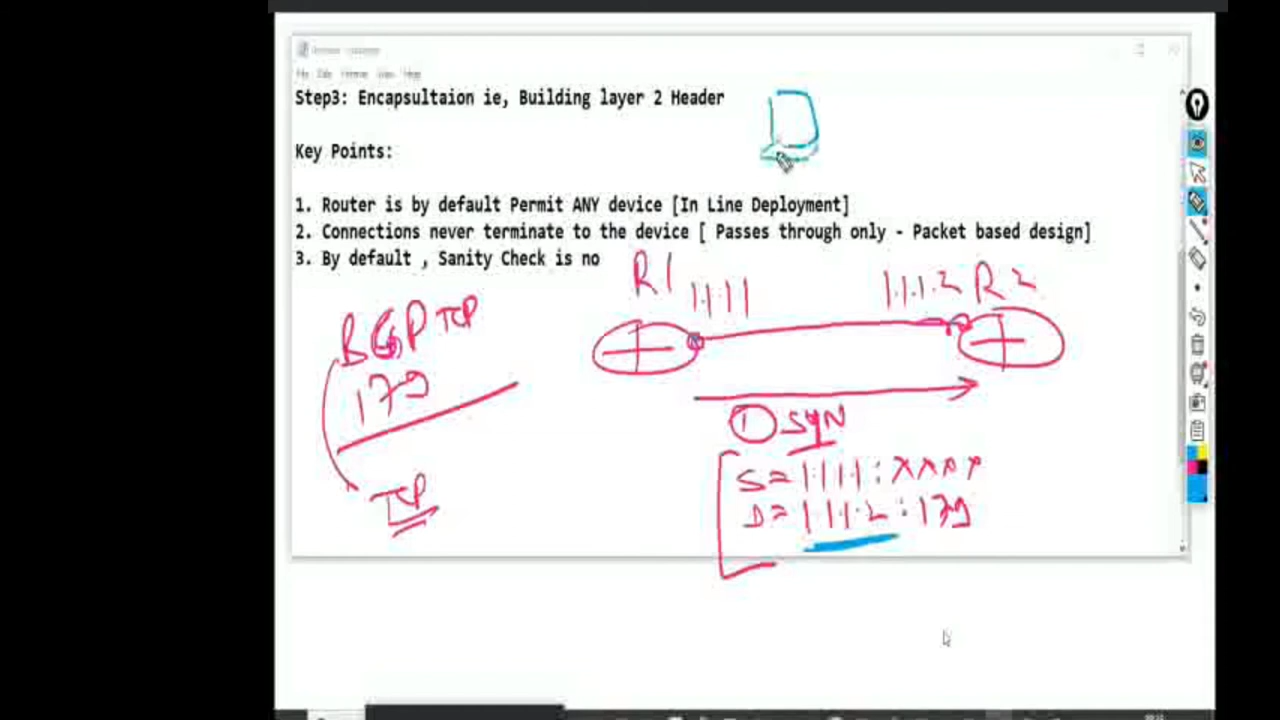 Step3: Encapsultaion ie, Building layer 2 Header
Key Points:
1. Router is by default Permit ANY device [In Line Deployment]
2. Connections never terminate to the device [ Passes through only - Packet based design]
3. By default , Sanity Check is no
R1
1.1.1.1
1.1.1.2 R2
BGP TCP
179
TCP
① SYN
S= 1.1.1.1 : XXXX
D= 1.1.1.2 : 179